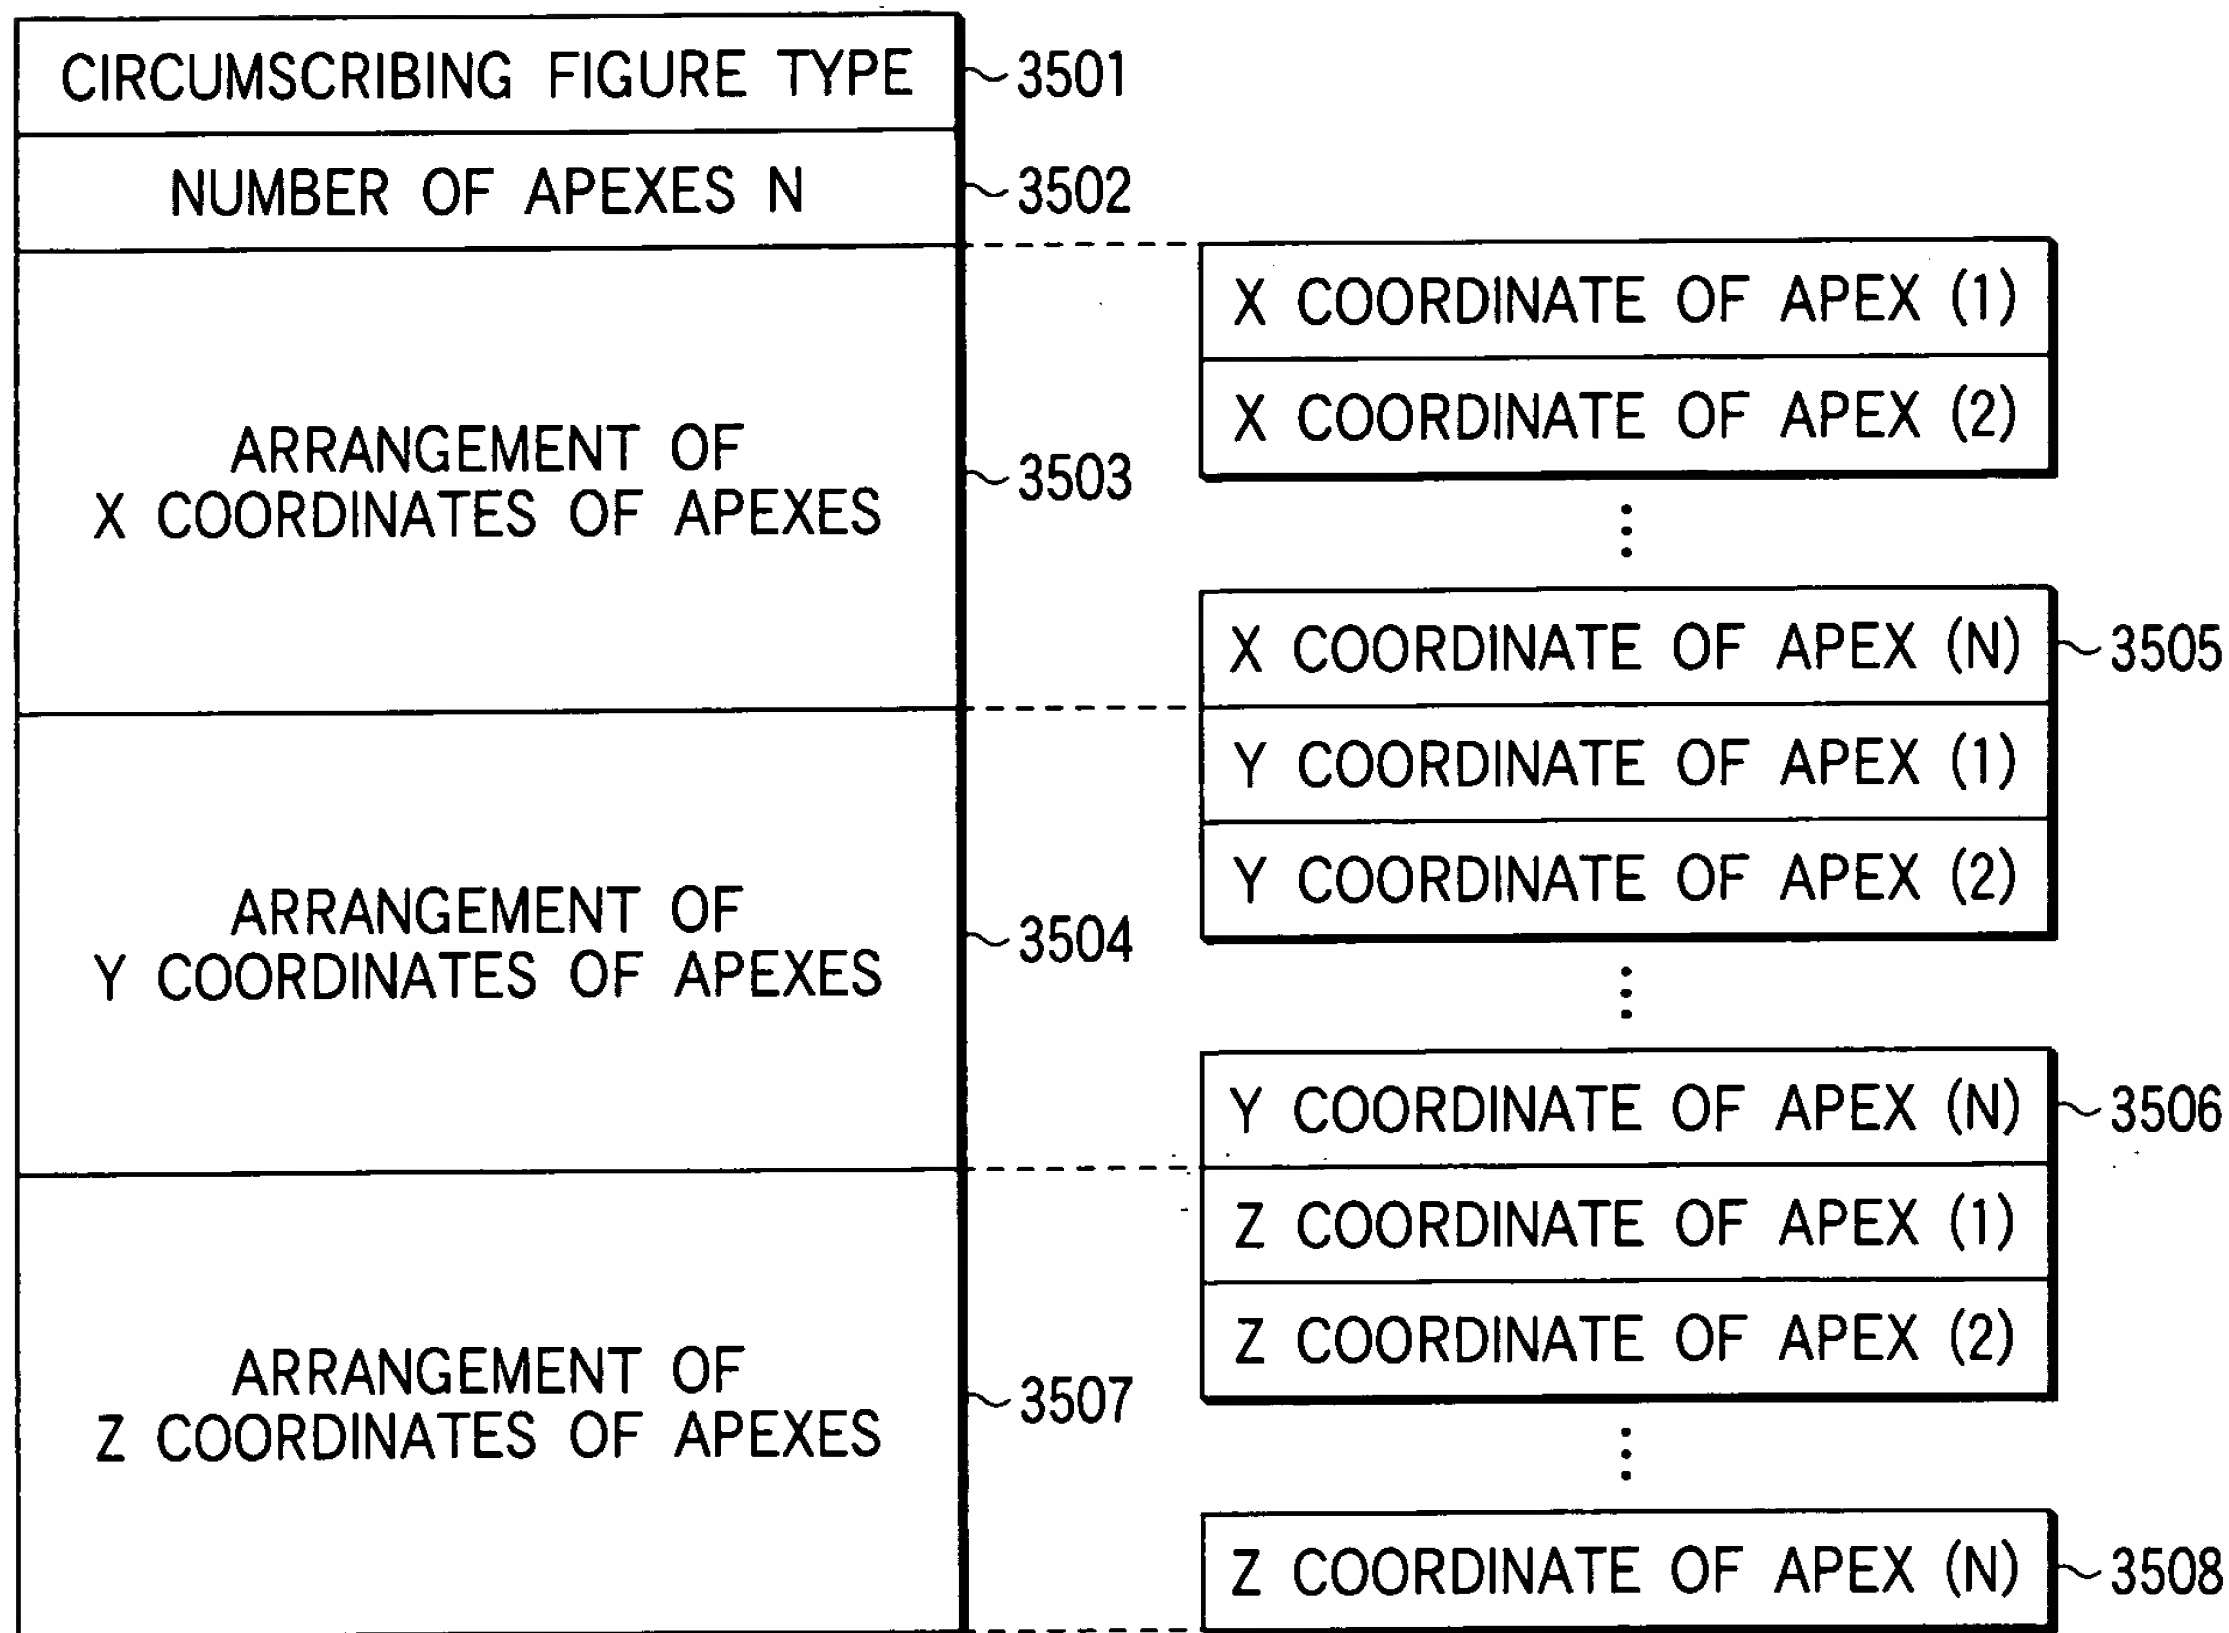 CIRCUMSCRIBING FIGURE TYPE
3501
NUMBER OF APEXES N
3502
ARRANGEMENT OF
X COORDINATES OF APEXES
3503
X COORDINATE OF APEX (1)
X COORDINATE OF APEX (2)
X COORDINATE OF APEX (N)
3505
ARRANGEMENT OF
Y COORDINATES OF APEXES
3504
Y COORDINATE OF APEX (1)
Y COORDINATE OF APEX (2)
Y COORDINATE OF APEX (N)
3506
ARRANGEMENT OF
Z COORDINATES OF APEXES
3507
Z COORDINATE OF APEX (1)
Z COORDINATE OF APEX (2)
Z COORDINATE OF APEX (N)
3508